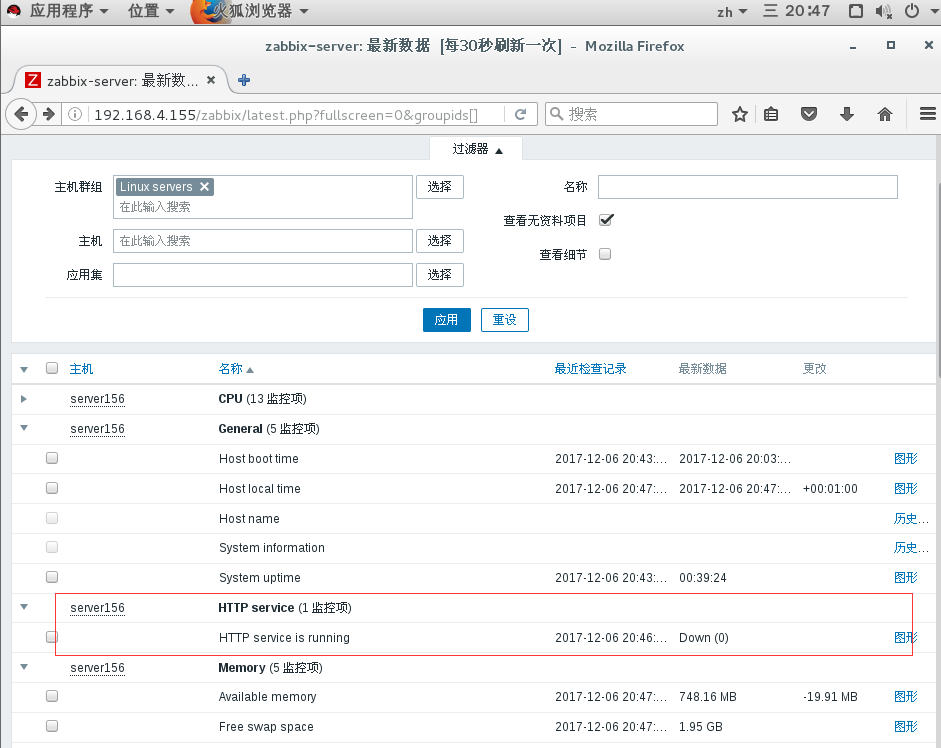 应用程序 位置 火狐浏览器 zh 三 20:47
zabbix-server: 最新数据 [每30秒刷新一次] - Mozilla Firefox
Z zabbix-server: 最新数...
192.168.4.155/zabbix/latest.php?fullscreen=0&groupids[] 搜索
过滤器
主机群组 Linux servers 选择 名称
在此输入搜索
查看无资料项目
主机 在此输入搜索 选择
查看细节
应用集 选择
应用 重设
主机 名称 最近检查记录 最新数据 更改
server156 CPU (13 监控项)
server156 General (5 监控项)
Host boot time 2017-12-06 20:43:... 2017-12-06 20:03:... 图形
Host local time 2017-12-06 20:47:... 2017-12-06 20:47:... +00:01:00 图形
Host name 历史...
System information 历史...
System uptime 2017-12-06 20:43:... 00:39:24 图形
server156 HTTP service (1 监控项)
HTTP service is running 2017-12-06 20:46:... Down (0) 图形
server156 Memory (5 监控项)
Available memory 2017-12-06 20:47:... 748.16 MB -19.91 MB 图形
Free swap space 2017-12-06 20:47:... 1.95 GB 图形